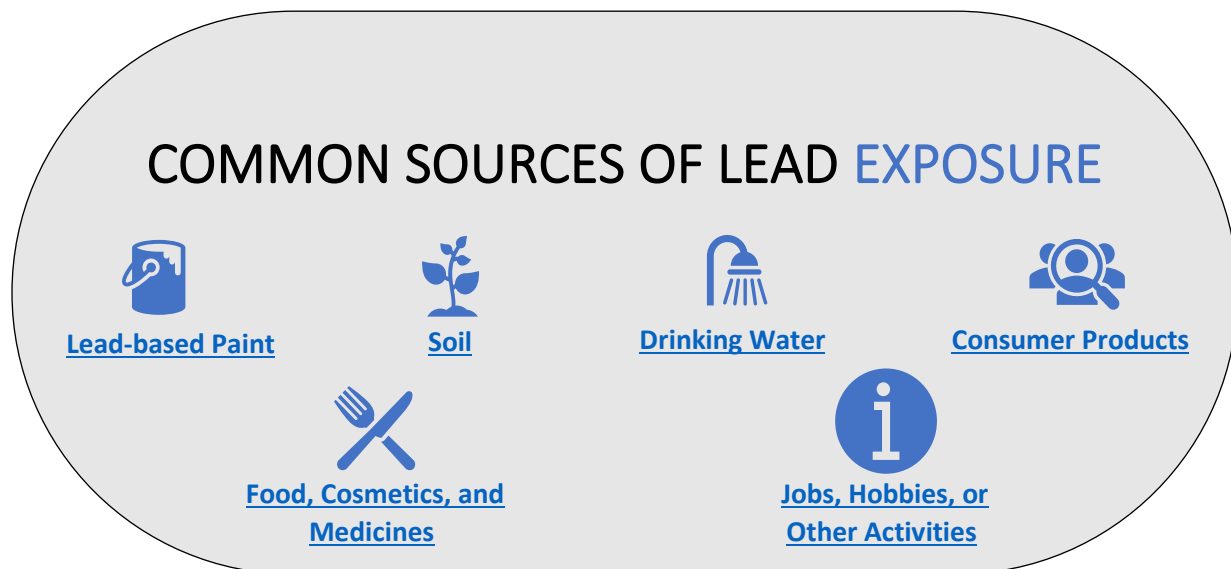 COMMON SOURCES OF LEAD EXPOSURE
Lead-based Paint
Soil
Drinking Water
Consumer Products
Food, Cosmetics, and
Medicines
Jobs, Hobbies, or
Other Activities